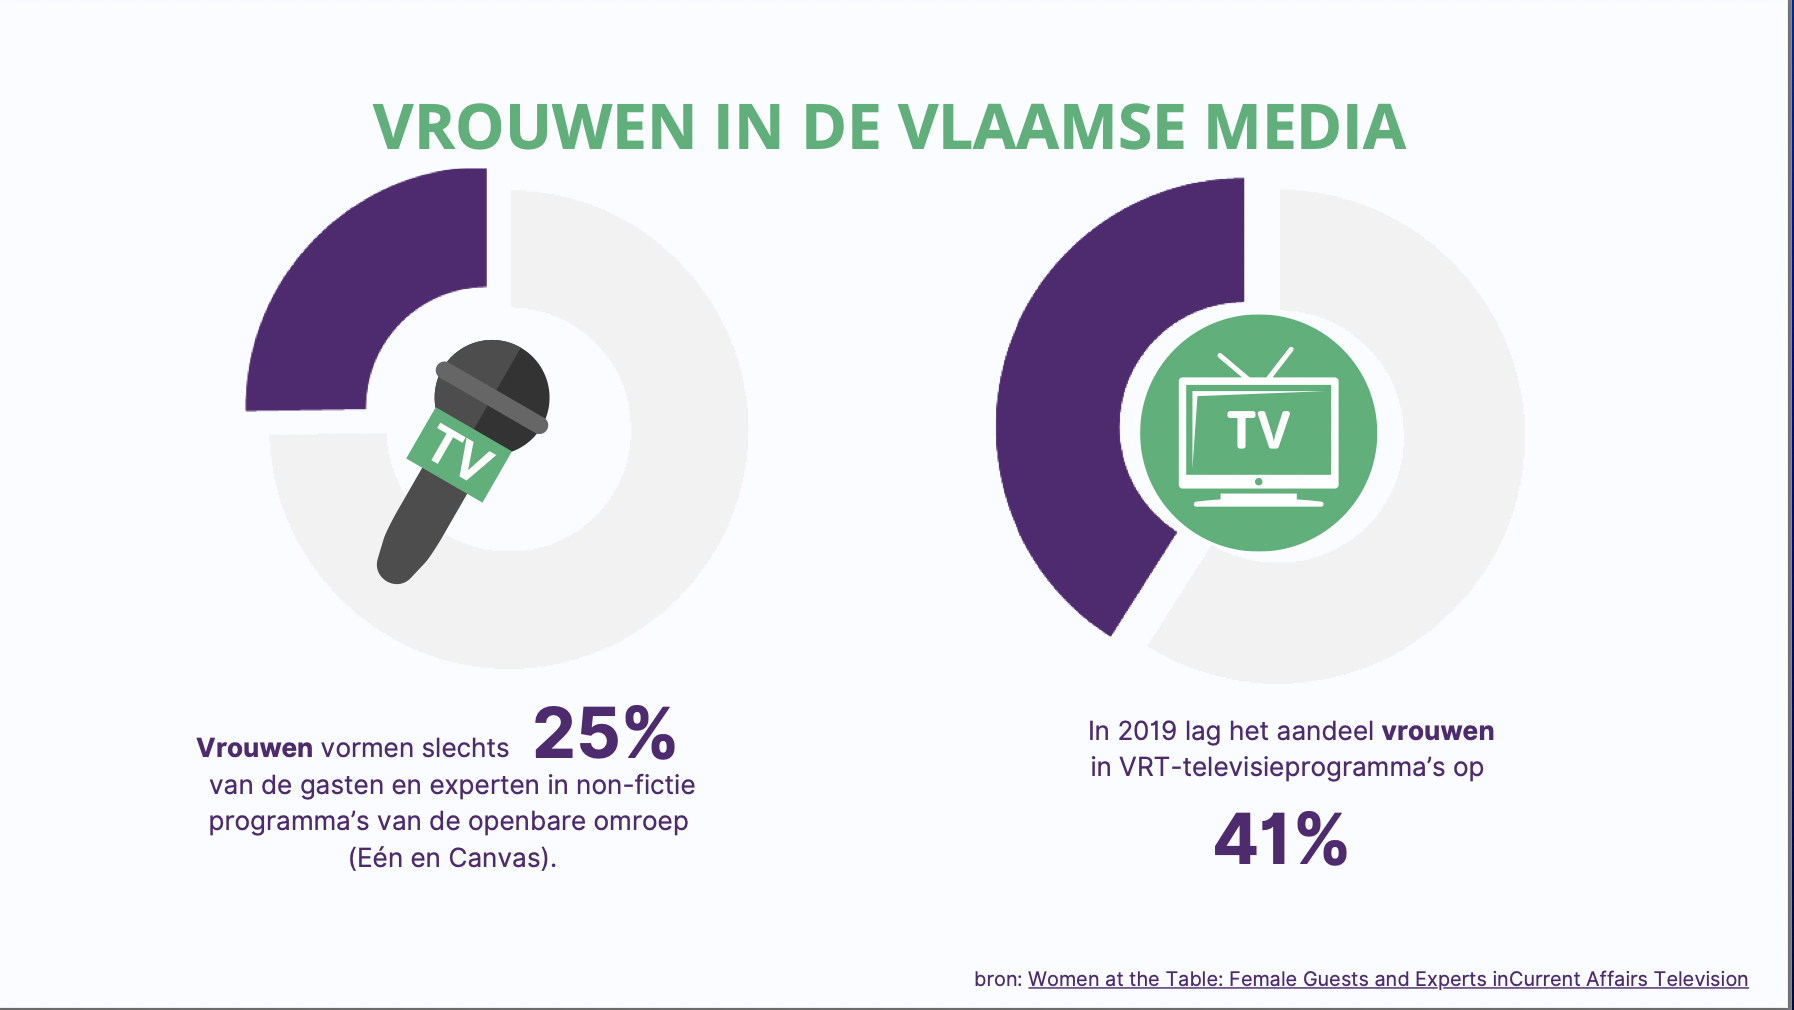 VROUWEN IN DE VLAAMSE MEDIA
TV
TV
Vrouwen vormen slechts 25%
van de gasten en experten in non-fictie
programma's van de openbare omroep
(Eén en Canvas).
In 2019 lag het aandeel vrouwen
in VRT-televisieprogramma's op
41%
bron: Women at the Table: Female Guests and Experts inCurrent Affairs Television